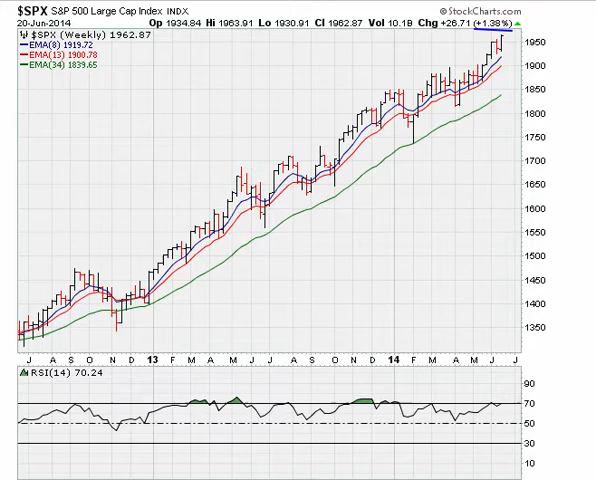 $SPX S&P 500 Large Cap Index INDX © StockCharts.com
20-Jun-2014 Op 1934.84 Hi 1963.91 Lo 1930.91 Cl 1962.87 Vol 10.1B Chg +26.71 (+1.38%)
$SPX (Weekly) 1962.87
EMA(8) 1919.72
EMA(13) 1900.78
EMA(34) 1839.65
1950
1900
1850
1800
1750
1700
1650
1600
1550
1500
1450
1400
1350
J A S O N D 13 F M A M J J A S O N D 14 F M A M J J
RSI(14) 70.24
90
70
50
30
10